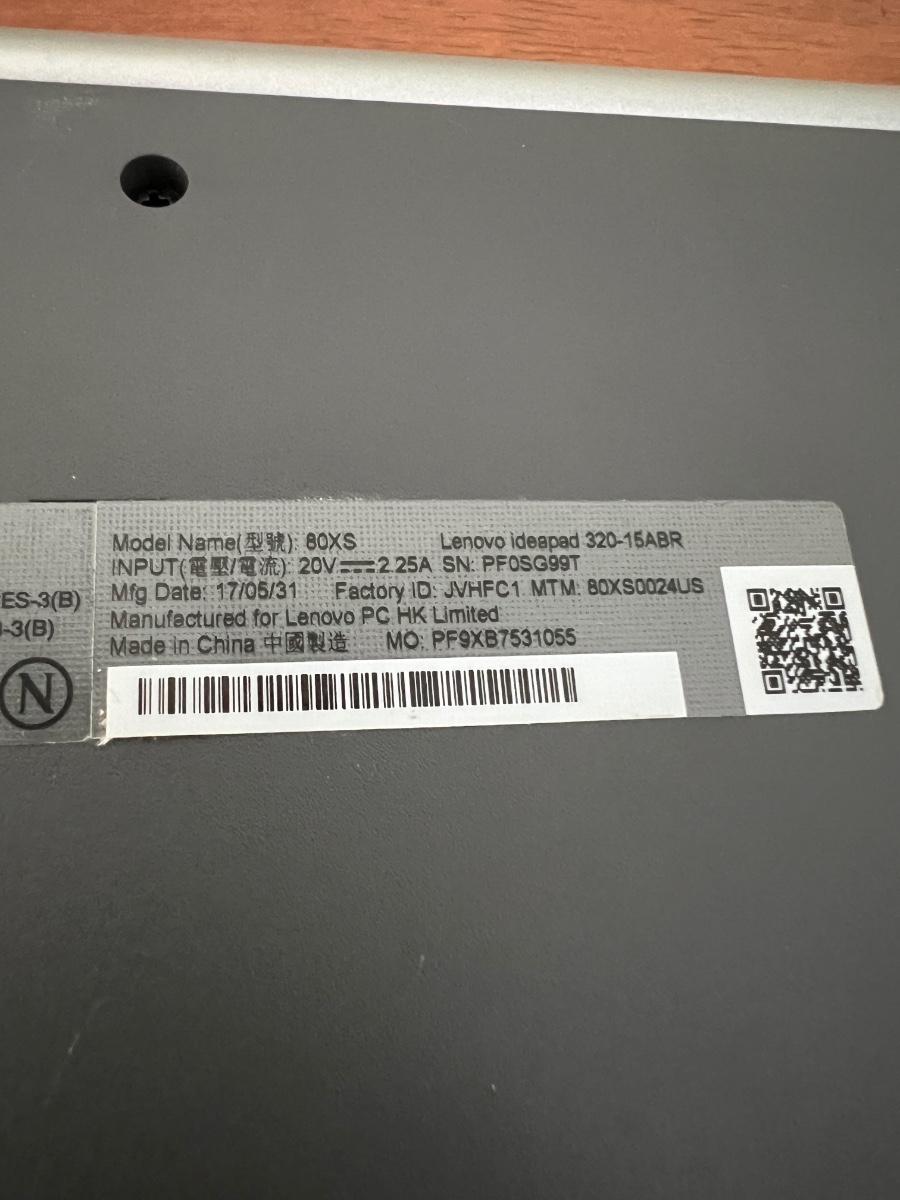 Model Name(型號): 80XS Lenovo ideapad 320-15ABR
INPUT(電壓/電流): 20V⎓2.25A SN: PF0SG99T
Mfg Date: 17/05/31 Factory ID: JVHFC1 MTM: 80XS0024US
Manufactured for Lenovo PC HK Limited
Made in China 中國製造 MO: PF9XB7531055
ES-3(B)
-3(B)
N